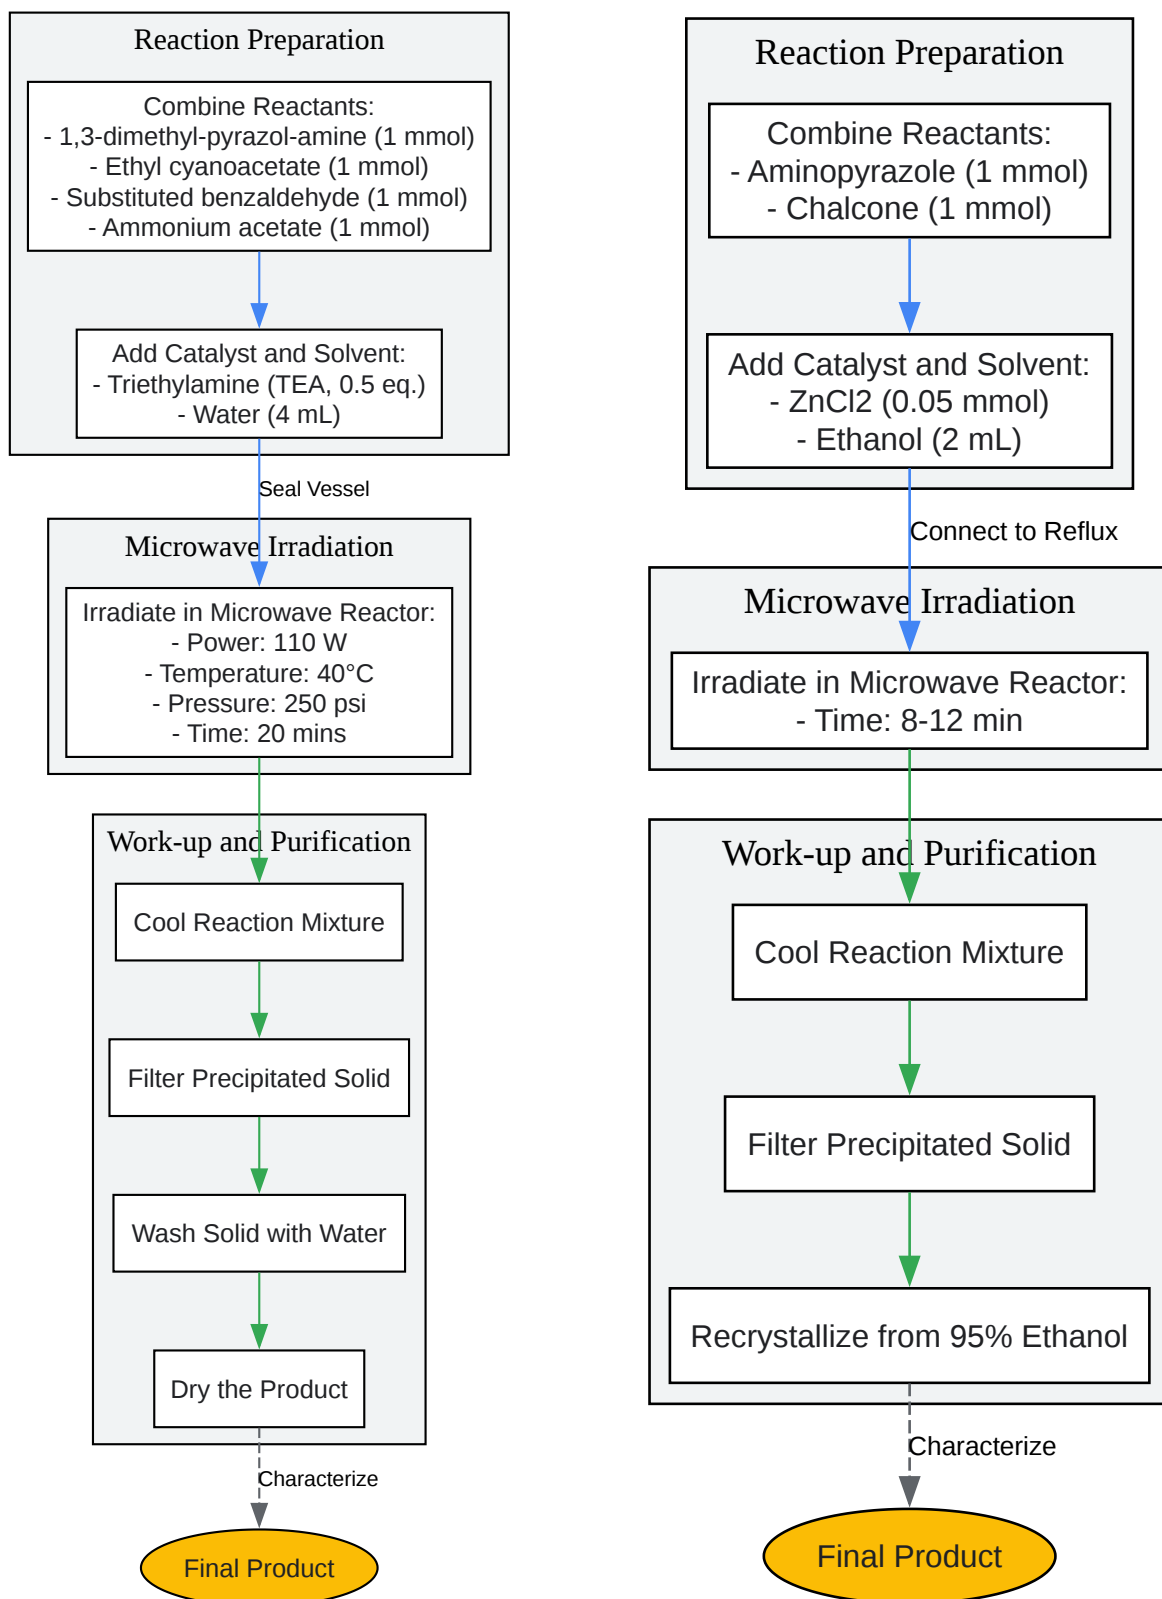 Reaction Preparation
Combine Reactants:
- 1,3-dimethyl-pyrazol-amine (1 mmol)
- Ethyl cyanoacetate (1 mmol)
- Substituted benzaldehyde (1 mmol)
- Ammonium acetate (1 mmol)
Add Catalyst and Solvent:
- Triethylamine (TEA, 0.5 eq.)
- Water (4 mL)
Seal Vessel
Microwave Irradiation
Irradiate in Microwave Reactor:
- Power: 110 W
- Temperature: 40°C
- Pressure: 250 psi
- Time: 20 mins
Work-up and Purification
Cool Reaction Mixture
Filter Precipitated Solid
Wash Solid with Water
Dry the Product
Characterize
Final Product
Reaction Preparation
Combine Reactants:
- Aminopyrazole (1 mmol)
- Chalcone (1 mmol)
Add Catalyst and Solvent:
- ZnCl2 (0.05 mmol)
- Ethanol (2 mL)
Connect to Reflux
Microwave Irradiation
Irradiate in Microwave Reactor:
- Time: 8-12 min
Work-up and Purification
Cool Reaction Mixture
Filter Precipitated Solid
Recrystallize from 95% Ethanol
Characterize
Final Product